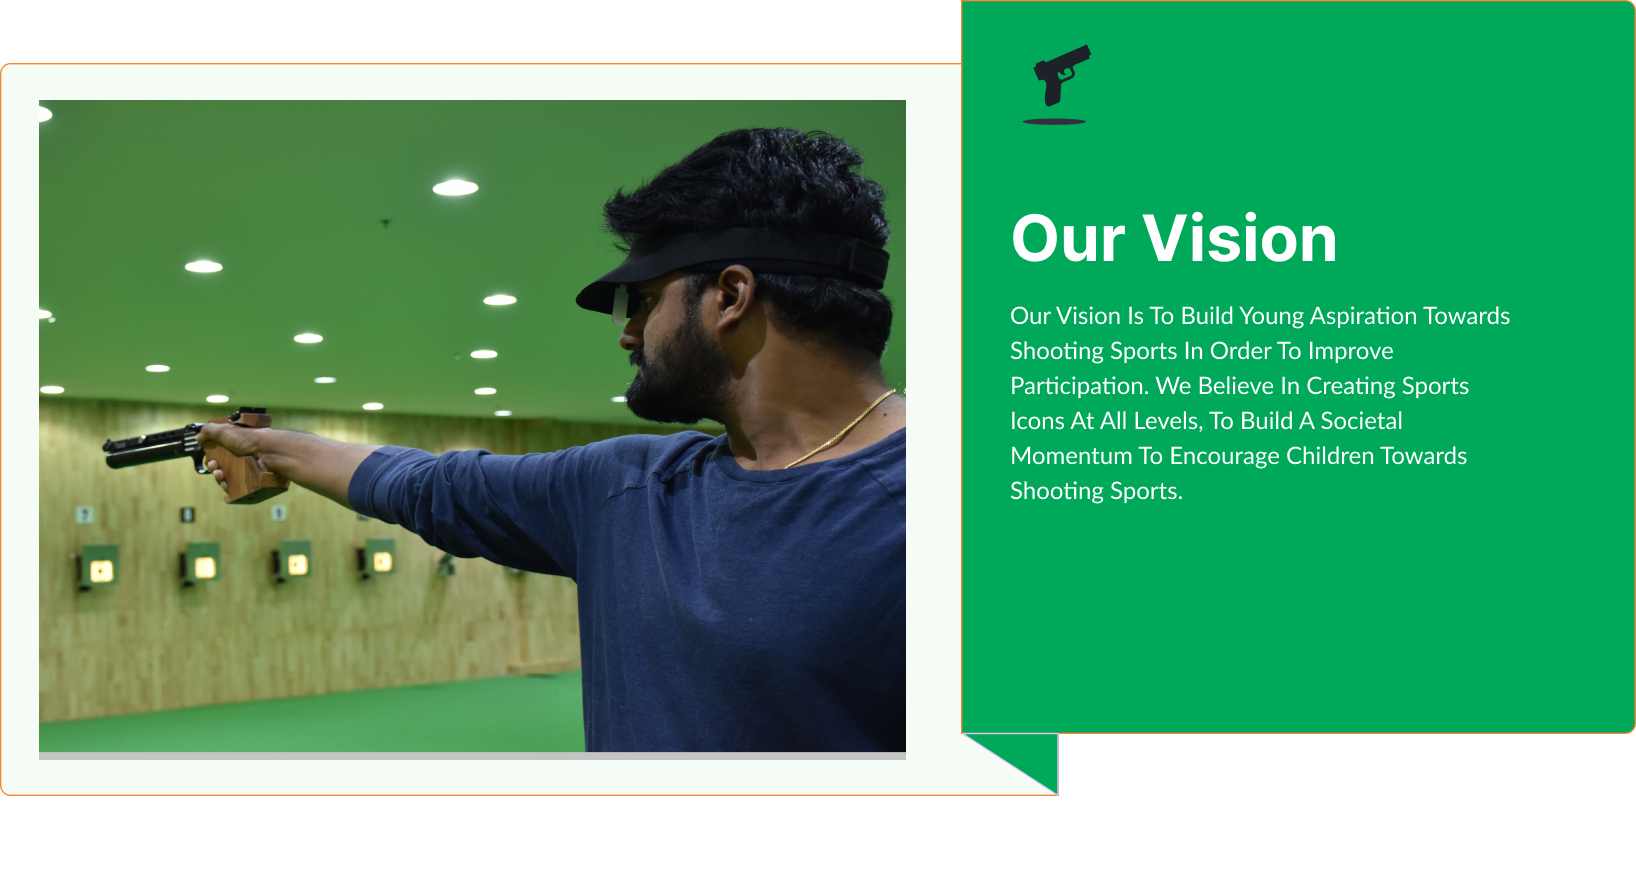 Our Vision
Our Vision Is To Build Young Aspiration Towards
Shooting Sports In Order To Improve
Participation. We Believe In Creating Sports
Icons At All Levels, To Build A Societal
Momentum To Encourage Children Towards
Shooting Sports.